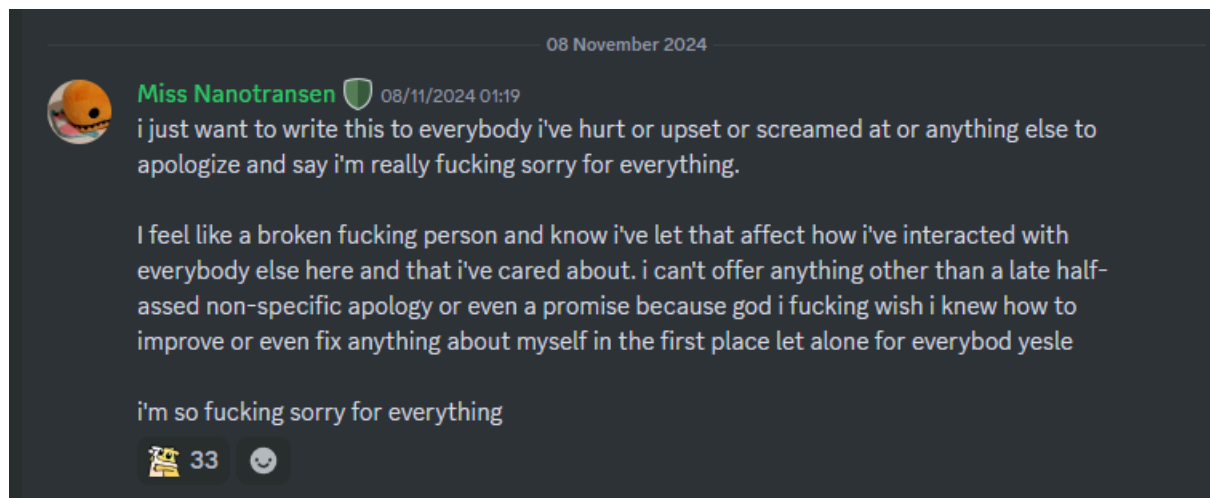 08 November 2024
Miss Nanotransen 08/11/2024 01:19
i just want to write this to everybody i've hurt or upset or screamed at or anything else to
apologize and say i'm really fucking sorry for everything.
I feel like a broken fucking person and know i've let that affect how i've interacted with
everybody else here and that i've cared about. i can't offer anything other than a late half-
assed non-specific apology or even a promise because god i fucking wish i knew how to
improve or even fix anything about myself in the first place let alone for everybod yesle
i'm so fucking sorry for everything
33